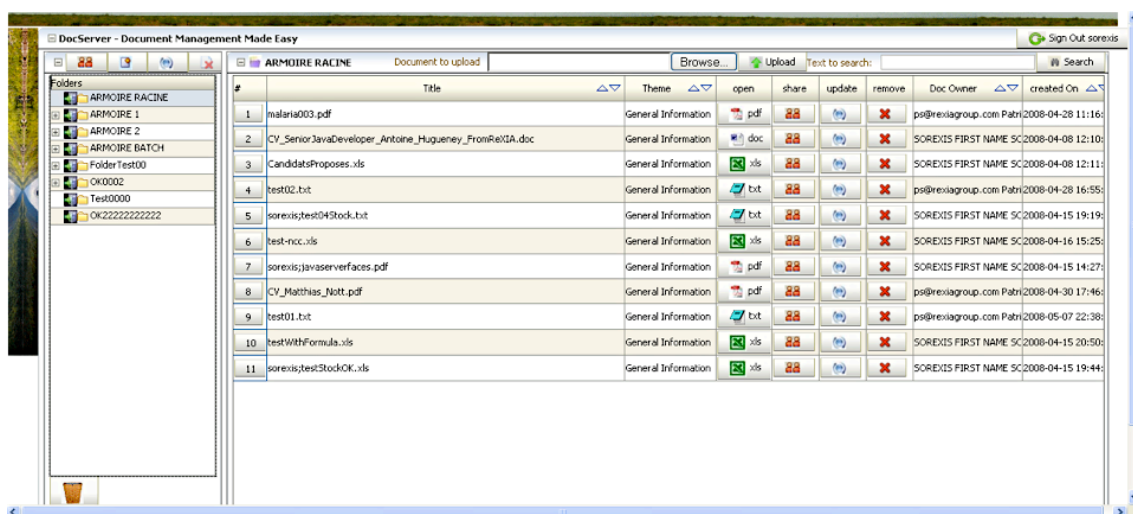 DocServer - Document Management Made Easy
Sign Out sorexis
ARMOIRE RACINE Document to upload Browse... Upload Text to search: Search
Folders
ARMOIRE RACINE
ARMOIRE 1
ARMOIRE 2
ARMOIRE BATCH
FolderTest00
OK0002
Test0000
OK22222222222
# Title Theme open share update remove Doc Owner created On
1 malaria003.pdf General Information pdf ps@rexiagroup.com Patri 2008-04-28 11:16:
2 CV_SeniorJavaDeveloper_Antoine_Hugueney_FromReXIA.doc General Information doc SOREXIS FIRST NAME SC 2008-04-08 12:10:
3 CandidatsProposes.xls General Information xls SOREXIS FIRST NAME SC 2008-04-08 12:11:
4 test02.txt General Information txt ps@rexiagroup.com Patri 2008-04-28 16:55:
5 sorexis;test04Stock.txt General Information txt SOREXIS FIRST NAME SC 2008-04-15 19:19:
6 test-ncc.xls General Information xls SOREXIS FIRST NAME SC 2008-04-16 15:25:
7 sorexis;javaserverfaces.pdf General Information pdf SOREXIS FIRST NAME SC 2008-04-15 14:27:
8 CV_Matthias_Nott.pdf General Information pdf ps@rexiagroup.com Patri 2008-04-30 17:46:
9 test01.txt General Information txt ps@rexiagroup.com Patri 2008-05-07 22:38:
10 testWithFormula.xls General Information xls SOREXIS FIRST NAME SC 2008-04-15 20:50:
11 sorexis;testStockOK.xls General Information xls SOREXIS FIRST NAME SC 2008-04-15 19:44: